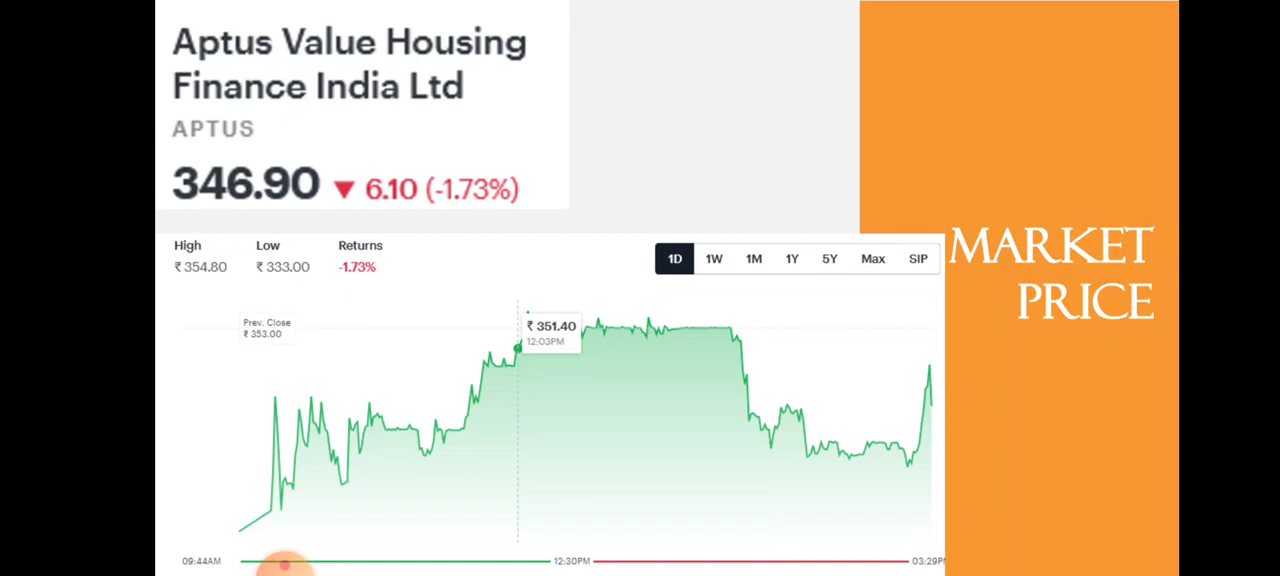 Aptus Value Housing
Finance India Ltd
APTUS
346.90 ▼ 6.10 (-1.73%)
High Low Returns
₹ 354.80 ₹ 333.00 -1.73%
1D 1W 1M 1Y 5Y Max SIP
MARKET
PRICE
Prev. Close
₹ 353.00
₹ 351.40
12:03PM
09:44AM 12:30PM 03:29P